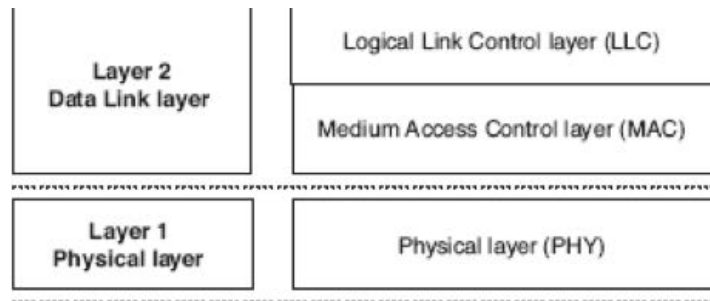 Layer 2
Data Link layer
Logical Link Control layer (LLC)
Medium Access Control layer (MAC)
Layer 1
Physical layer
Physical layer (PHY)